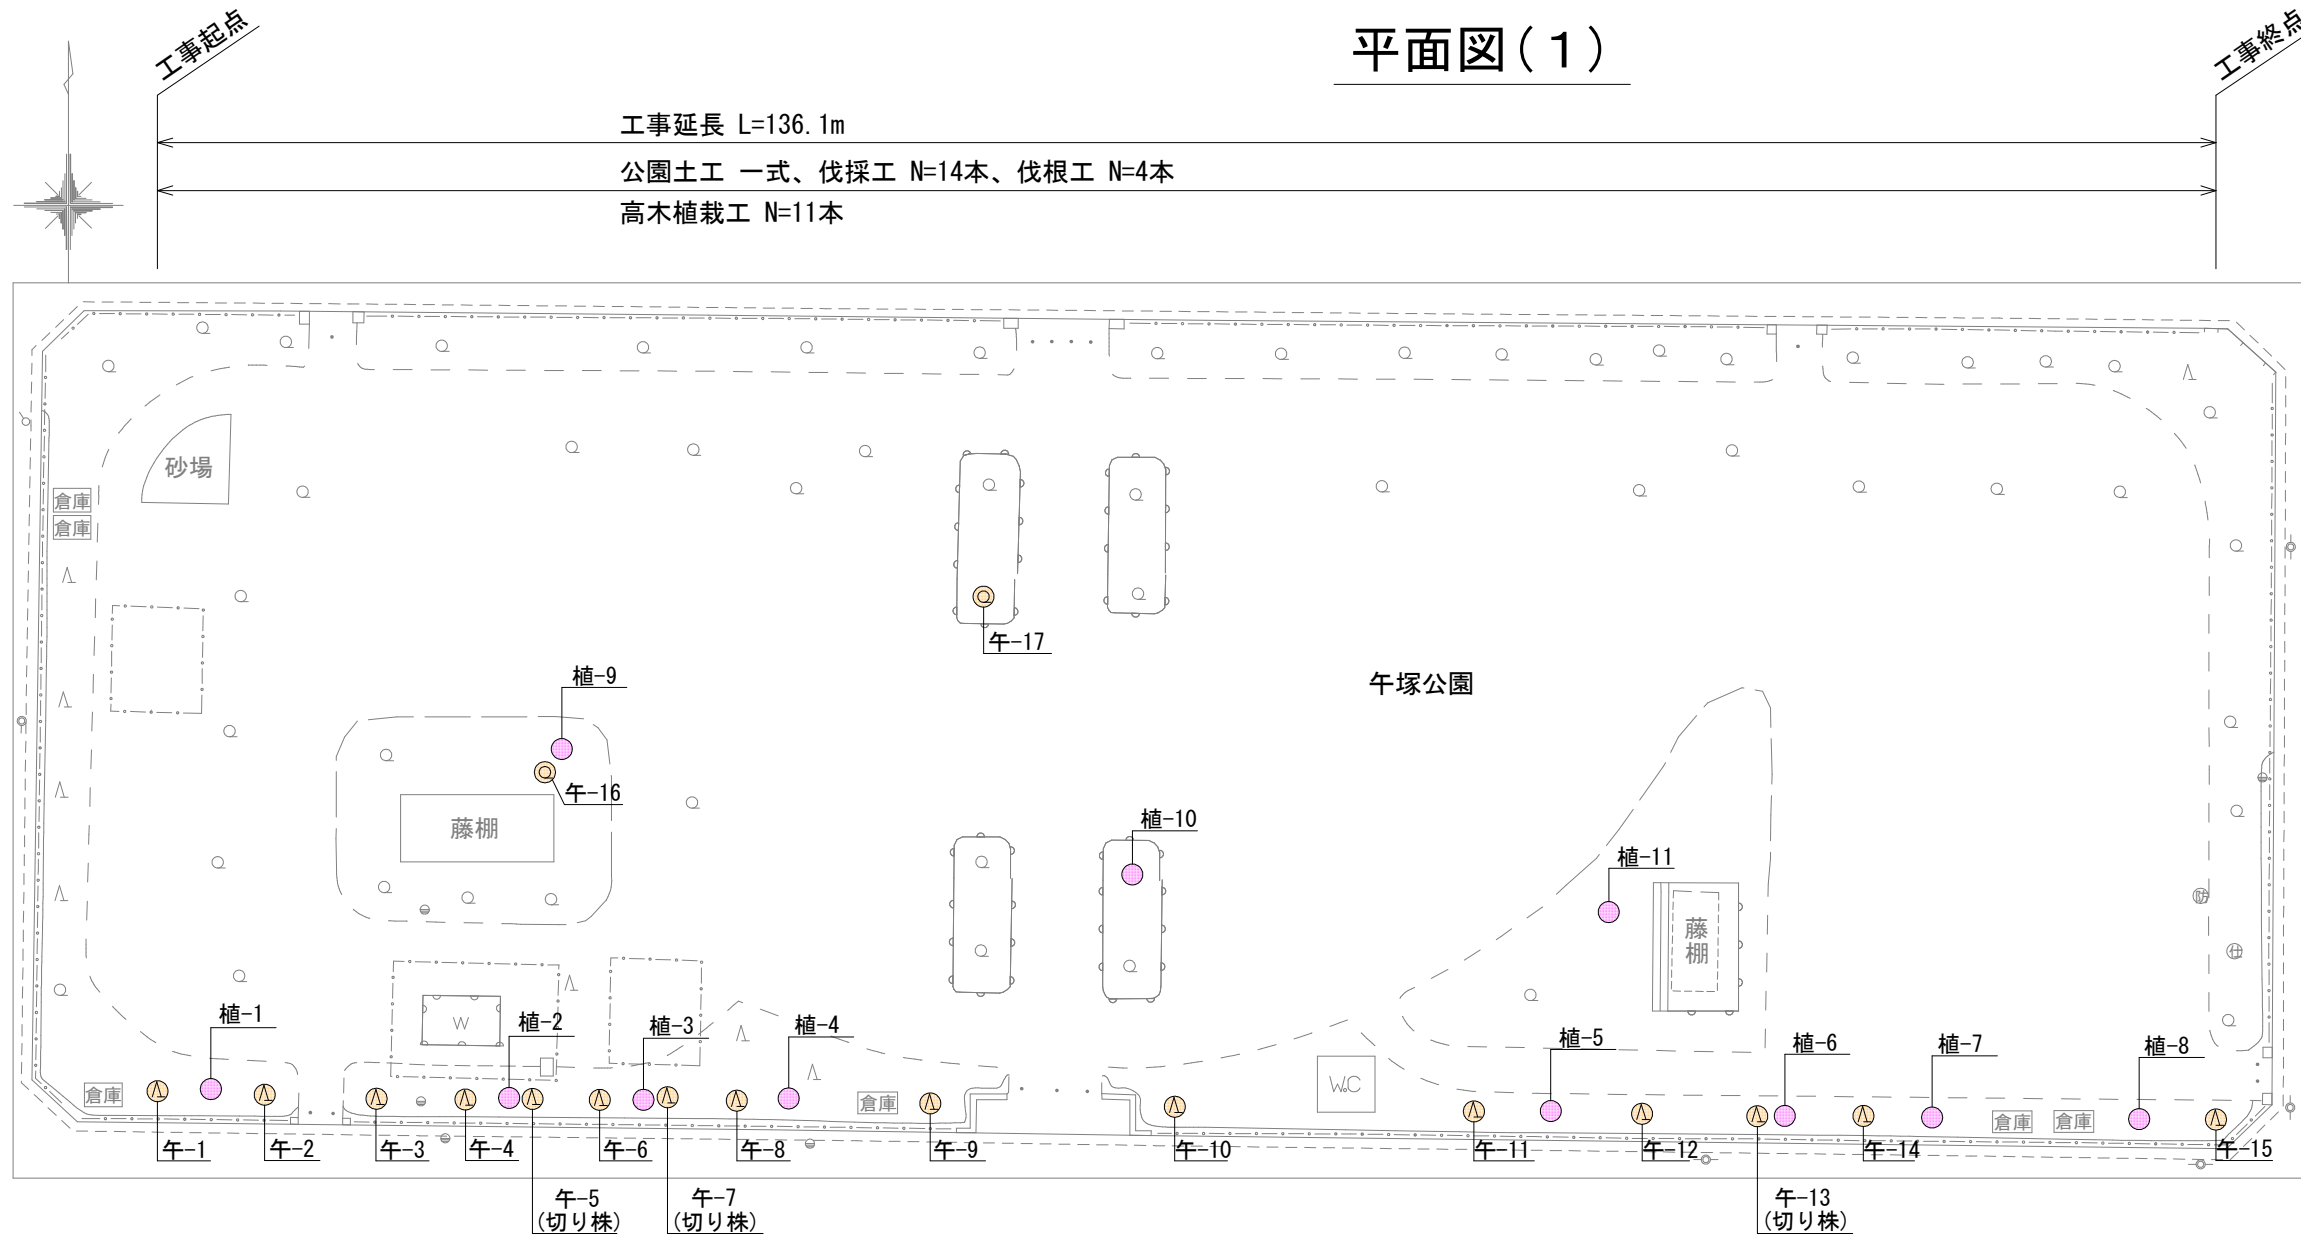 平面図(1)
工事起点
工事終点
工事延長 L=136.1m
公園土工 一式、伐採工 N=14本、伐根工 N=4本
高木植栽工 N=11本
砂場
倉庫
倉庫
午-17
植-9
午塚公園
午-16
藤棚
植-10
植-11
藤棚
防
仕
W
植-1
植-2
植-3
植-4
植-5
植-6
植-7
植-8
W.C
倉庫
倉庫
倉庫
倉庫
午-1
午-2
午-3
午-4
午-6
午-8
午-9
午-10
午-11
午-12
午-14
午-15
午-5
(切り株)
午-7
(切り株)
午-13
(切り株)